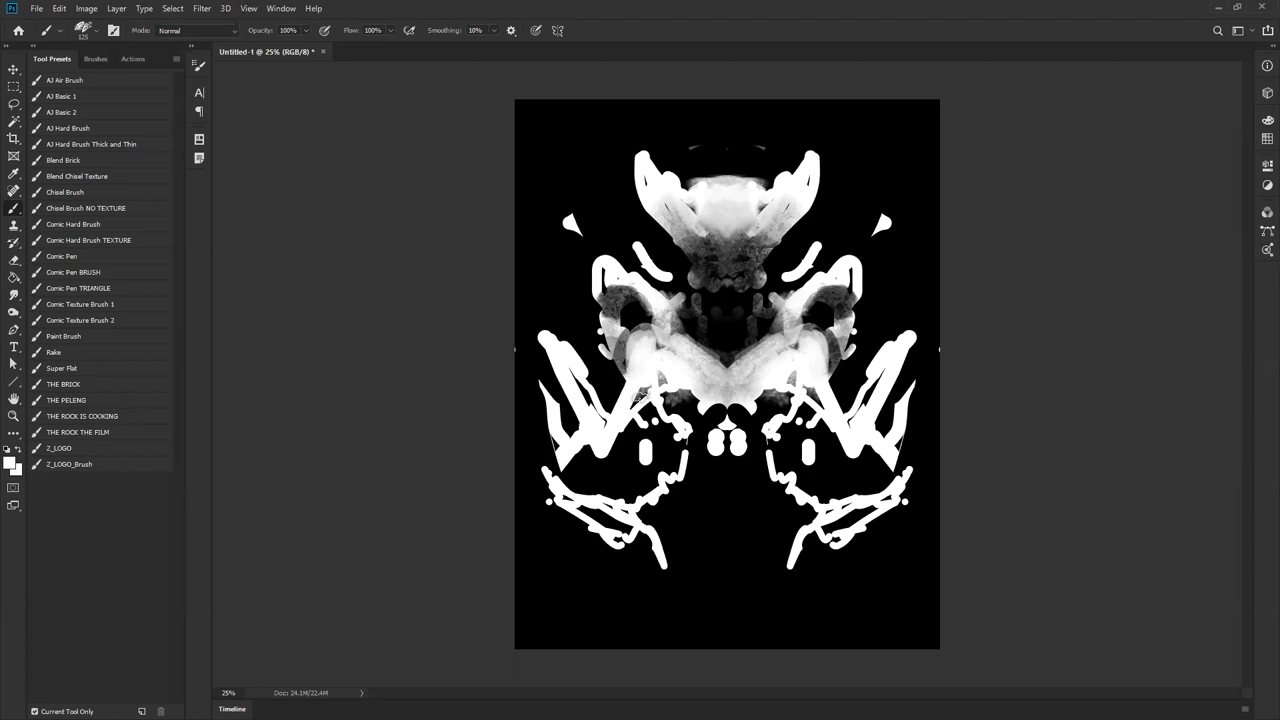 Ps File Edit Image Layer Type Select Filter 3D View Window Help
125 Mode: Normal Opacity: 100% Flow: 100% Smoothing: 10%
Untitled-1 @ 25% (RGB/8) * ×
Tool Presets Brushes Actions
AJ Air Brush
AJ Basic 1
AJ Basic 2
AJ Hard Brush
AJ Hard Brush Thick and Thin
Blend Brick
Blend Chisel Texture
Chisel Brush
Chisel Brush NO TEXTURE
Comic Hard Brush
Comic Hard Brush TEXTURE
Comic Pen
Comic Pen BRUSH
Comic Pen TRIANGLE
Comic Texture Brush 1
Comic Texture Brush 2
Paint Brush
Rake
Super Flat
THE BRICK
THE PELENG
THE ROCK IS COOKING
THE ROCK THE FILM
Z_LOGO
Z_LOGO_Brush
Current Tool Only
25% Doc: 24.1M/22.4M
Timeline